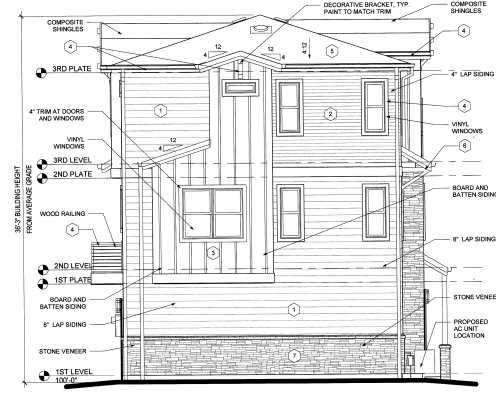 COMPOSITE
SHINGLES
DECORATIVE BRACKET, TYP.
PAINT TO MATCH TRIM
COMPOSITE
SHINGLES
4
4
12
4
12
4
4:12
5
3RD PLATE
4" LAP SIDING
1
2
4
4" TRIM AT DOORS
AND WINDOWS
VINYL
WINDOWS
VINYL
WINDOWS
12
4
6
3RD LEVEL
2ND PLATE
36'-3" BUILDING HEIGHT
FROM AVERAGE GRADE
WOOD RAILING
4
BOARD AND
BATTEN SIDING
3
8" LAP SIDING
2ND LEVEL
1ST PLATE
BOARD AND
BATTEN SIDING
8" LAP SIDING
1
STONE VENEE
STONE VENEER
7
PROPOSED
AC UNIT
LOCATION
1ST LEVEL
100'-0"